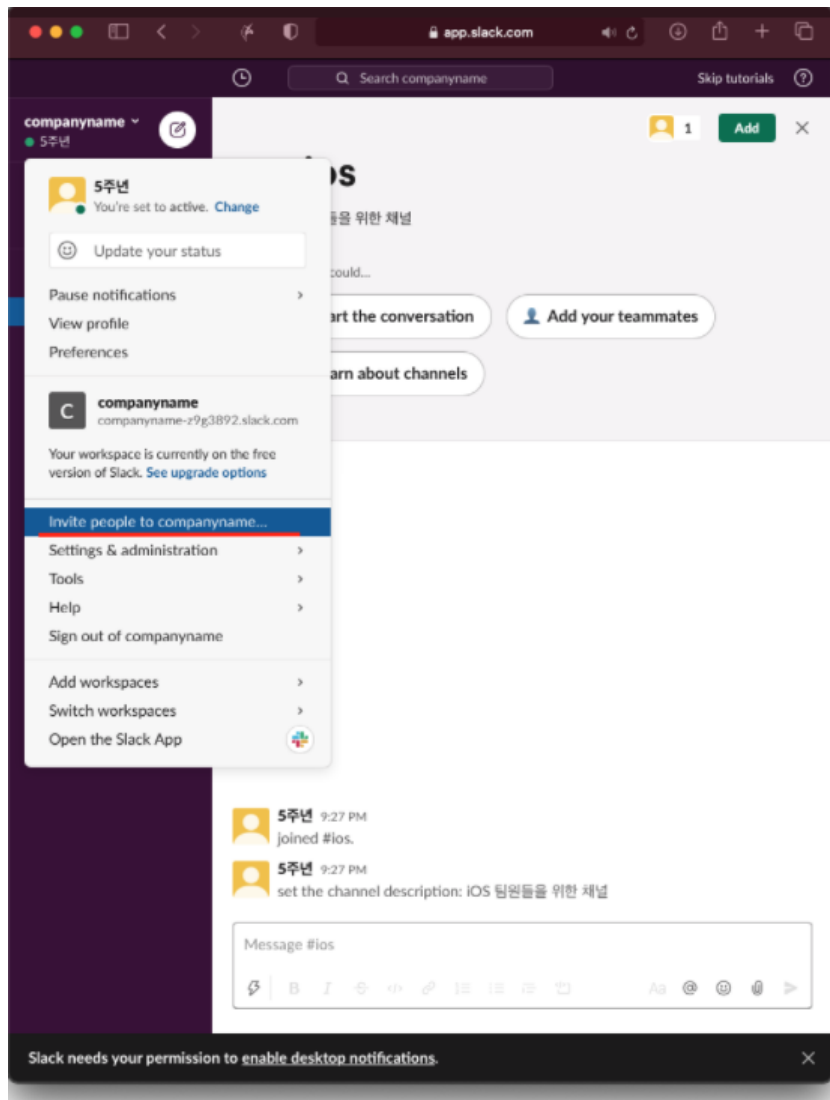 app.slack.com
Search companyname
Skip tutorials
companyname
5주년
1
Add
5주년
You're set to active. Change
들을 위한 채널
Update your status
could...
Pause notifications
art the conversation
Add your teammates
View profile
Preferences
arn about channels
C
companyname
companyname-z9g3892.slack.com
Your workspace is currently on the free
version of Slack. See upgrade options
Invite people to companyname...
Settings & administration
Tools
Help
Sign out of companyname
Add workspaces
Switch workspaces
Open the Slack App
5주년 9:27 PM
joined #ios.
5주년 9:27 PM
set the channel description: iOS 팀원들을 위한 채널
Message #ios
B I S
Aa @
Slack needs your permission to enable desktop notifications.